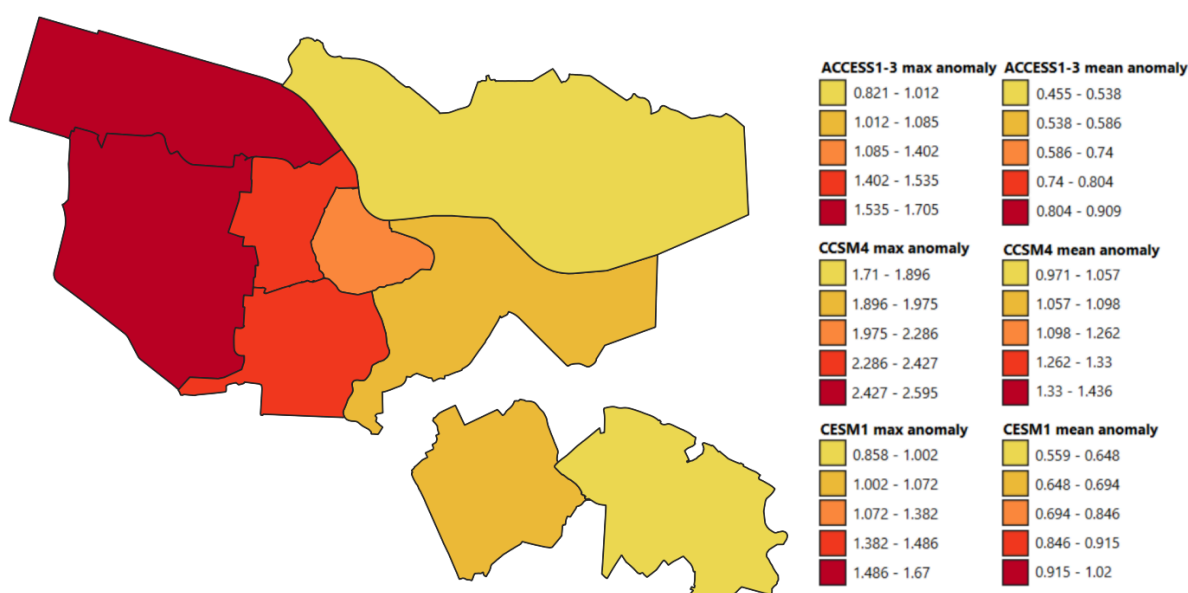 ACCESS1-3 max anomaly
0.821 - 1.012
1.012 - 1.085
1.085 - 1.402
1.402 - 1.535
1.535 - 1.705
ACCESS1-3 mean anomaly
0.455 - 0.538
0.538 - 0.586
0.586 - 0.74
0.74 - 0.804
0.804 - 0.909
CCSM4 max anomaly
1.71 - 1.896
1.896 - 1.975
1.975 - 2.286
2.286 - 2.427
2.427 - 2.595
CCSM4 mean anomaly
0.971 - 1.057
1.057 - 1.098
1.098 - 1.262
1.262 - 1.33
1.33 - 1.436
CESM1 max anomaly
0.858 - 1.002
1.002 - 1.072
1.072 - 1.382
1.382 - 1.486
1.486 - 1.67
CESM1 mean anomaly
0.559 - 0.648
0.648 - 0.694
0.694 - 0.846
0.846 - 0.915
0.915 - 1.02